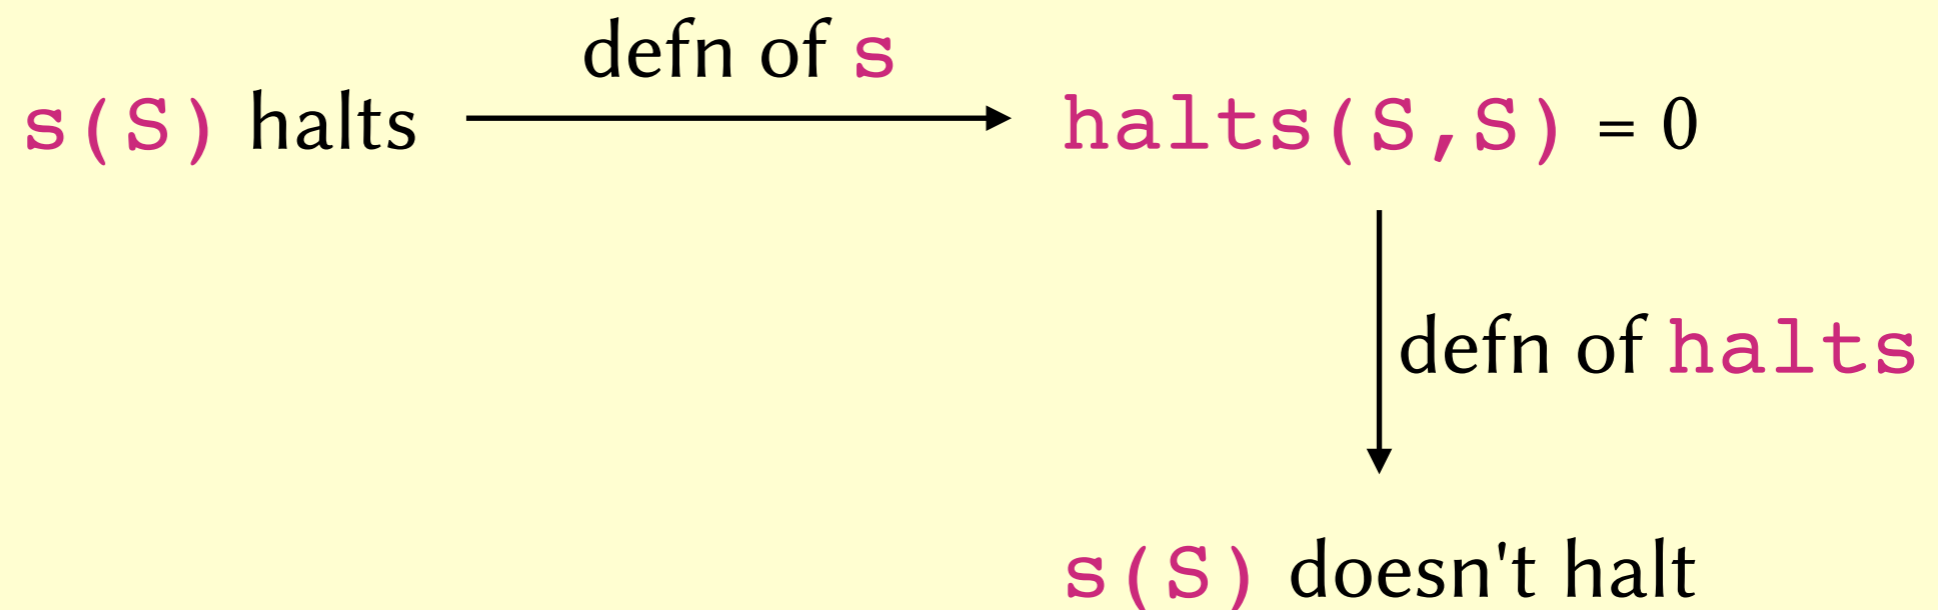 defn of s
s(S) halts
halts(S,S) = 0
defn of halts
s(S) doesn't halt